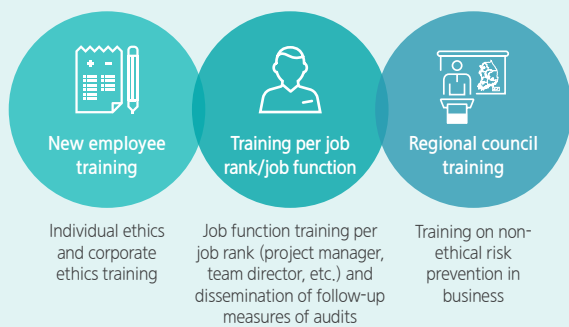 New employee
training
Training per job
rank/job function
Regional council
training
Individual ethics
and corporate
ethics training
Job function training per
job rank (project manager,
team director, etc.) and
dissemination of follow-up
measures of audits
Training on non-
ethical risk
prevention in
business